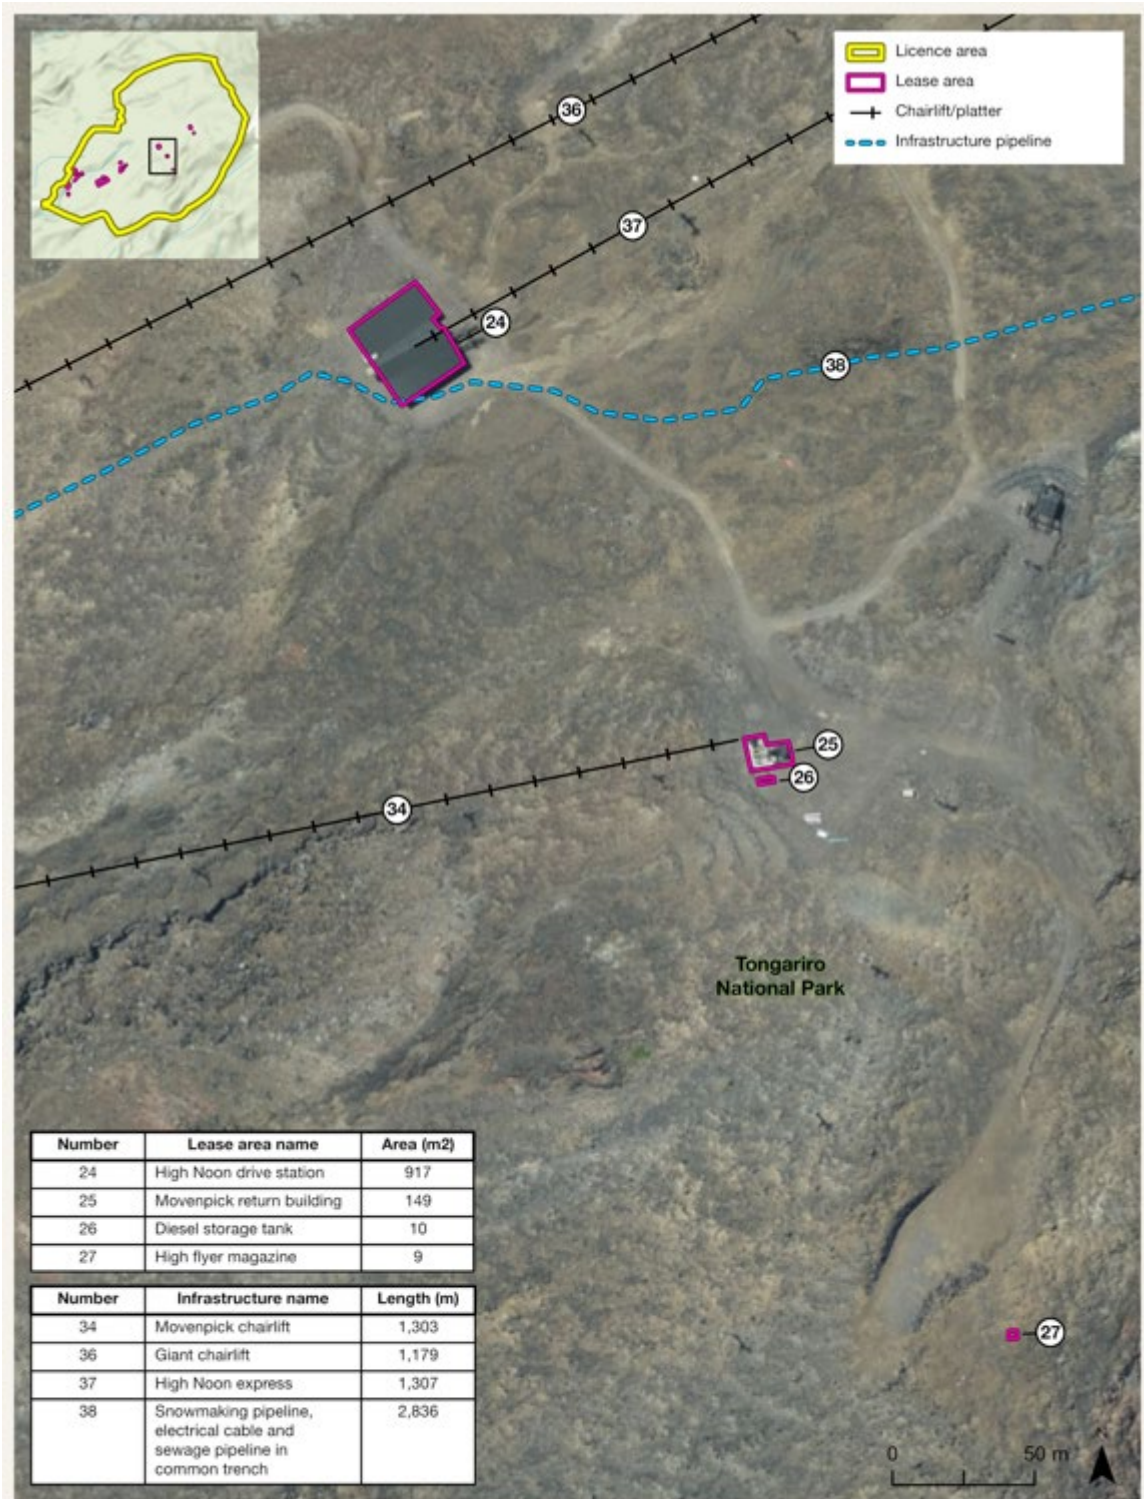 Licence area
Lease area
Chairlift/platter
Infrastructure pipeline
36
37
24
38
25
26
34
Tongariro
National Park
Number Lease area name Area (m2)
24 High Noon drive station 917
25 Movenpick return building 149
26 Diesel storage tank 10
27 High flyer magazine 9
Number Infrastructure name Length (m)
34 Movenpick chairlift 1,303
36 Giant chairlift 1,179
37 High Noon express 1,307
38 Snowmaking pipeline, 2,836
electrical cable and
sewage pipeline in
common trench
27
0 50 m